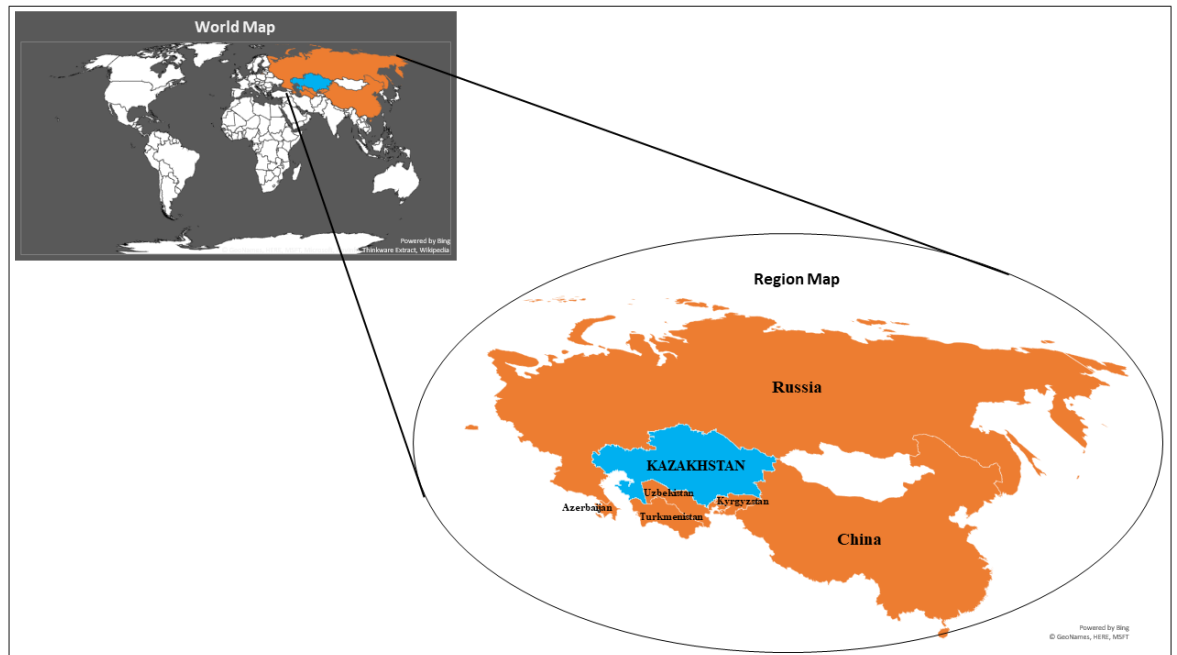 World Map
Powered by Bing
Thinkware Extract, Wikipedia
Region Map
Russia
KAZAKHSTAN
Uzbekistan
Kyrgyzstan
Azerbaijan
Turkmenistan
China
Powered by Bing
© GeoNames, HERE, MSFT